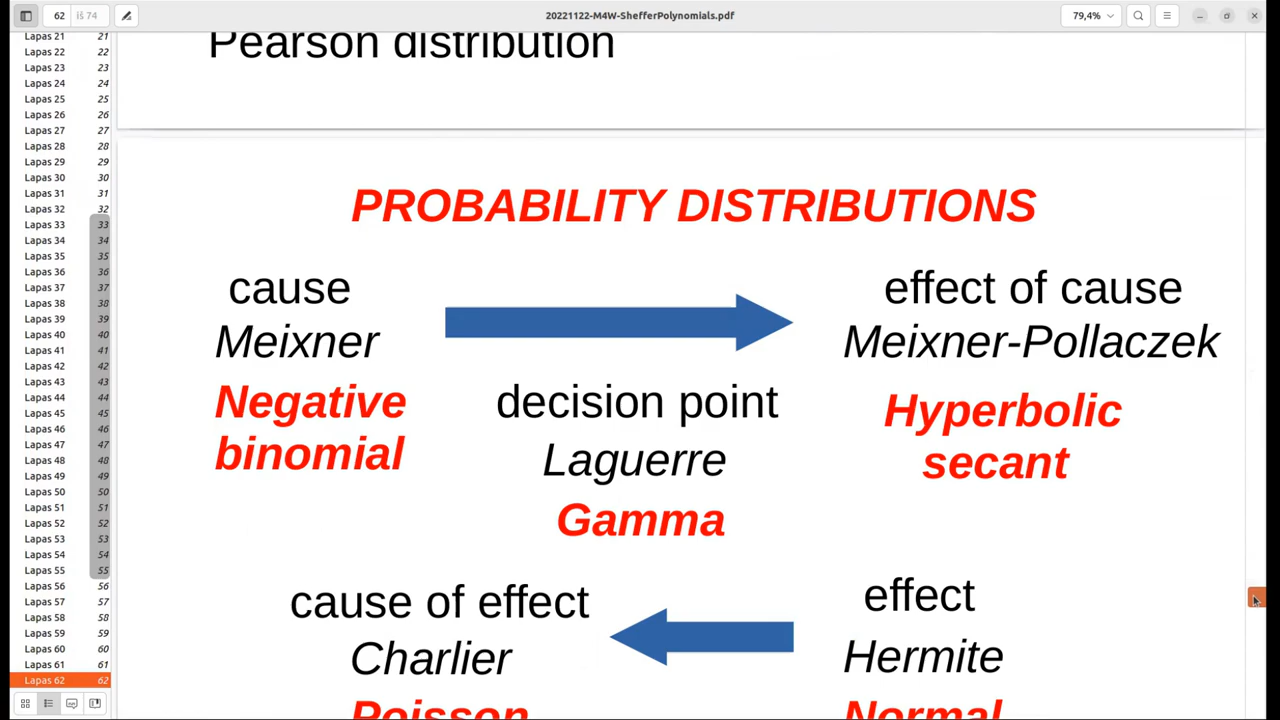 62 iš 74
20221122-M4W-ShefferPolynomials.pdf
79,4%
Lapas 21 21
Lapas 22 22
Lapas 23 23
Lapas 24 24
Lapas 25 25
Lapas 26 26
Lapas 27 27
Lapas 28 28
Lapas 29 29
Lapas 30 30
Lapas 31 31
Lapas 32 32
Lapas 33 33
Lapas 34 34
Lapas 35 35
Lapas 36 36
Lapas 37 37
Lapas 38 38
Lapas 39 39
Lapas 40 40
Lapas 41 41
Lapas 42 42
Lapas 43 43
Lapas 44 44
Lapas 45 45
Lapas 46 46
Lapas 47 47
Lapas 48 48
Lapas 49 49
Lapas 50 50
Lapas 51 51
Lapas 52 52
Lapas 53 53
Lapas 54 54
Lapas 55 55
Lapas 56 56
Lapas 57 57
Lapas 58 58
Lapas 59 59
Lapas 60 60
Lapas 61 61
Lapas 62 62
Pearson distribution
PROBABILITY DISTRIBUTIONS
cause
Meixner
Negative
binomial
effect of cause
Meixner-Pollaczek
Hyperbolic
secant
decision point
Laguerre
Gamma
cause of effect
Charlier
Poisson
effect
Hermite
Normal